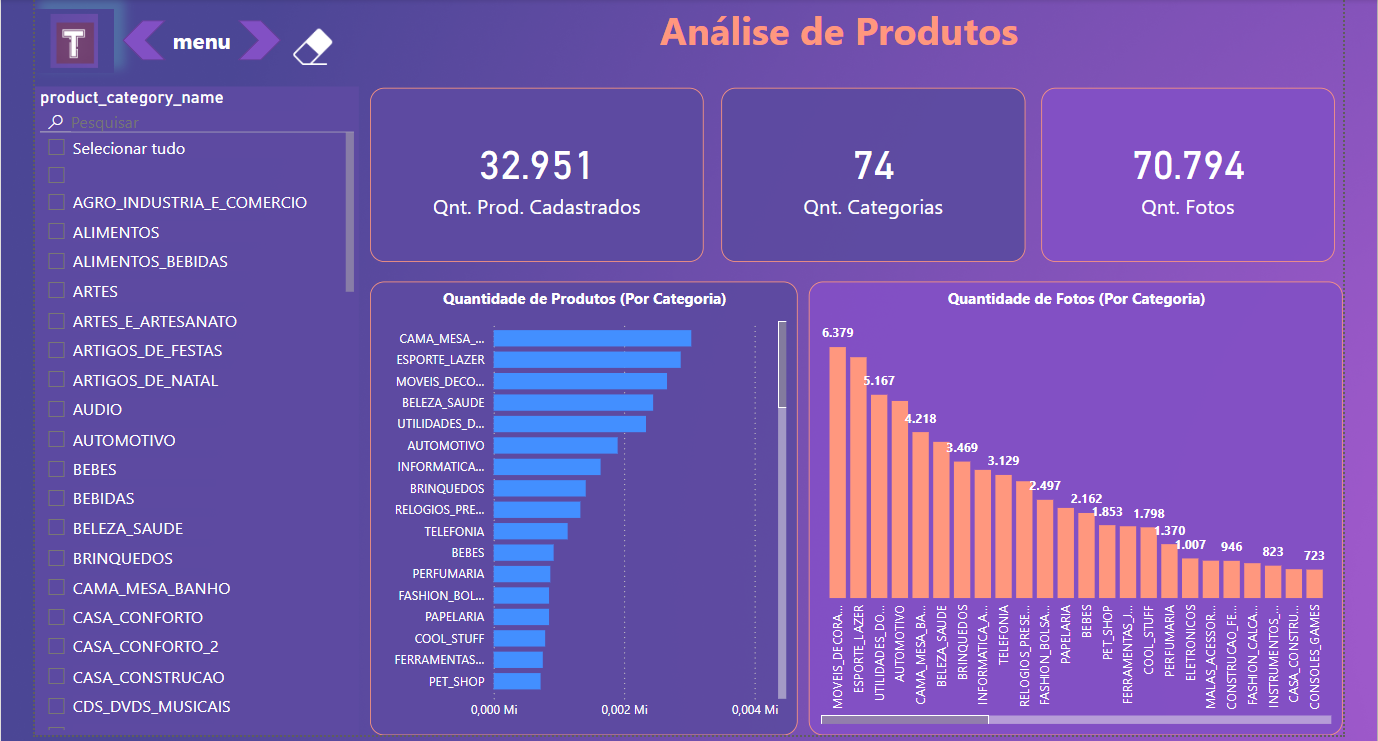 T
menu
Análise de Produtos
product_category_name
Pesquisar
Selecionar tudo
AGRO_INDUSTRIA_E_COMERCIO
ALIMENTOS
ALIMENTOS_BEBIDAS
ARTES
ARTES_E_ARTESANATO
ARTIGOS_DE_FESTAS
ARTIGOS_DE_NATAL
AUDIO
AUTOMOTIVO
BEBES
BEBIDAS
BELEZA_SAUDE
BRINQUEDOS
CAMA_MESA_BANHO
CASA_CONFORTO
CASA_CONFORTO_2
CASA_CONSTRUCAO
CDS_DVDS_MUSICAIS
32.951
Qnt. Prod. Cadastrados
74
Qnt. Categorias
70.794
Qnt. Fotos
Quantidade de Produtos (Por Categoria)
CAMA_MESA_...
ESPORTE_LAZER
MOVEIS_DECO...
BELEZA_SAUDE
UTILIDADES_D...
AUTOMOTIVO
INFORMATICA...
BRINQUEDOS
RELOGIOS_PRE...
TELEFONIA
BEBES
PERFUMARIA
FASHION_BOL...
PAPELARIA
COOL_STUFF
FERRAMENTAS...
PET_SHOP
0,000 Mi
0,002 Mi
0,004 Mi
Quantidade de Fotos (Por Categoria)
6.379
5.167
4.218
3.469
3.129
2.497
2.162
1.853
1.798
1.370
1.007
946
823
723
MOVEIS_DECORA...
ESPORTE_LAZER
UTILIDADES_DO...
AUTOMOTIVO
CAMA_MESA_BA...
BELEZA_SAUDE
BRINQUEDOS
INFORMATICA_A...
TELEFONIA
RELOGIOS_PRESE...
FASHION_BOLSA...
PAPELARIA
BEBES
PET_SHOP
FERRAMENTAS_J...
COOL_STUFF
PERFUMARIA
ELETRONICOS
MALAS_ACESSOR...
CONSTRUCAO_FE...
FASHION_CALCA...
INSTRUMENTOS_...
CASA_CONSTRU...
CONSOLES_GAMES